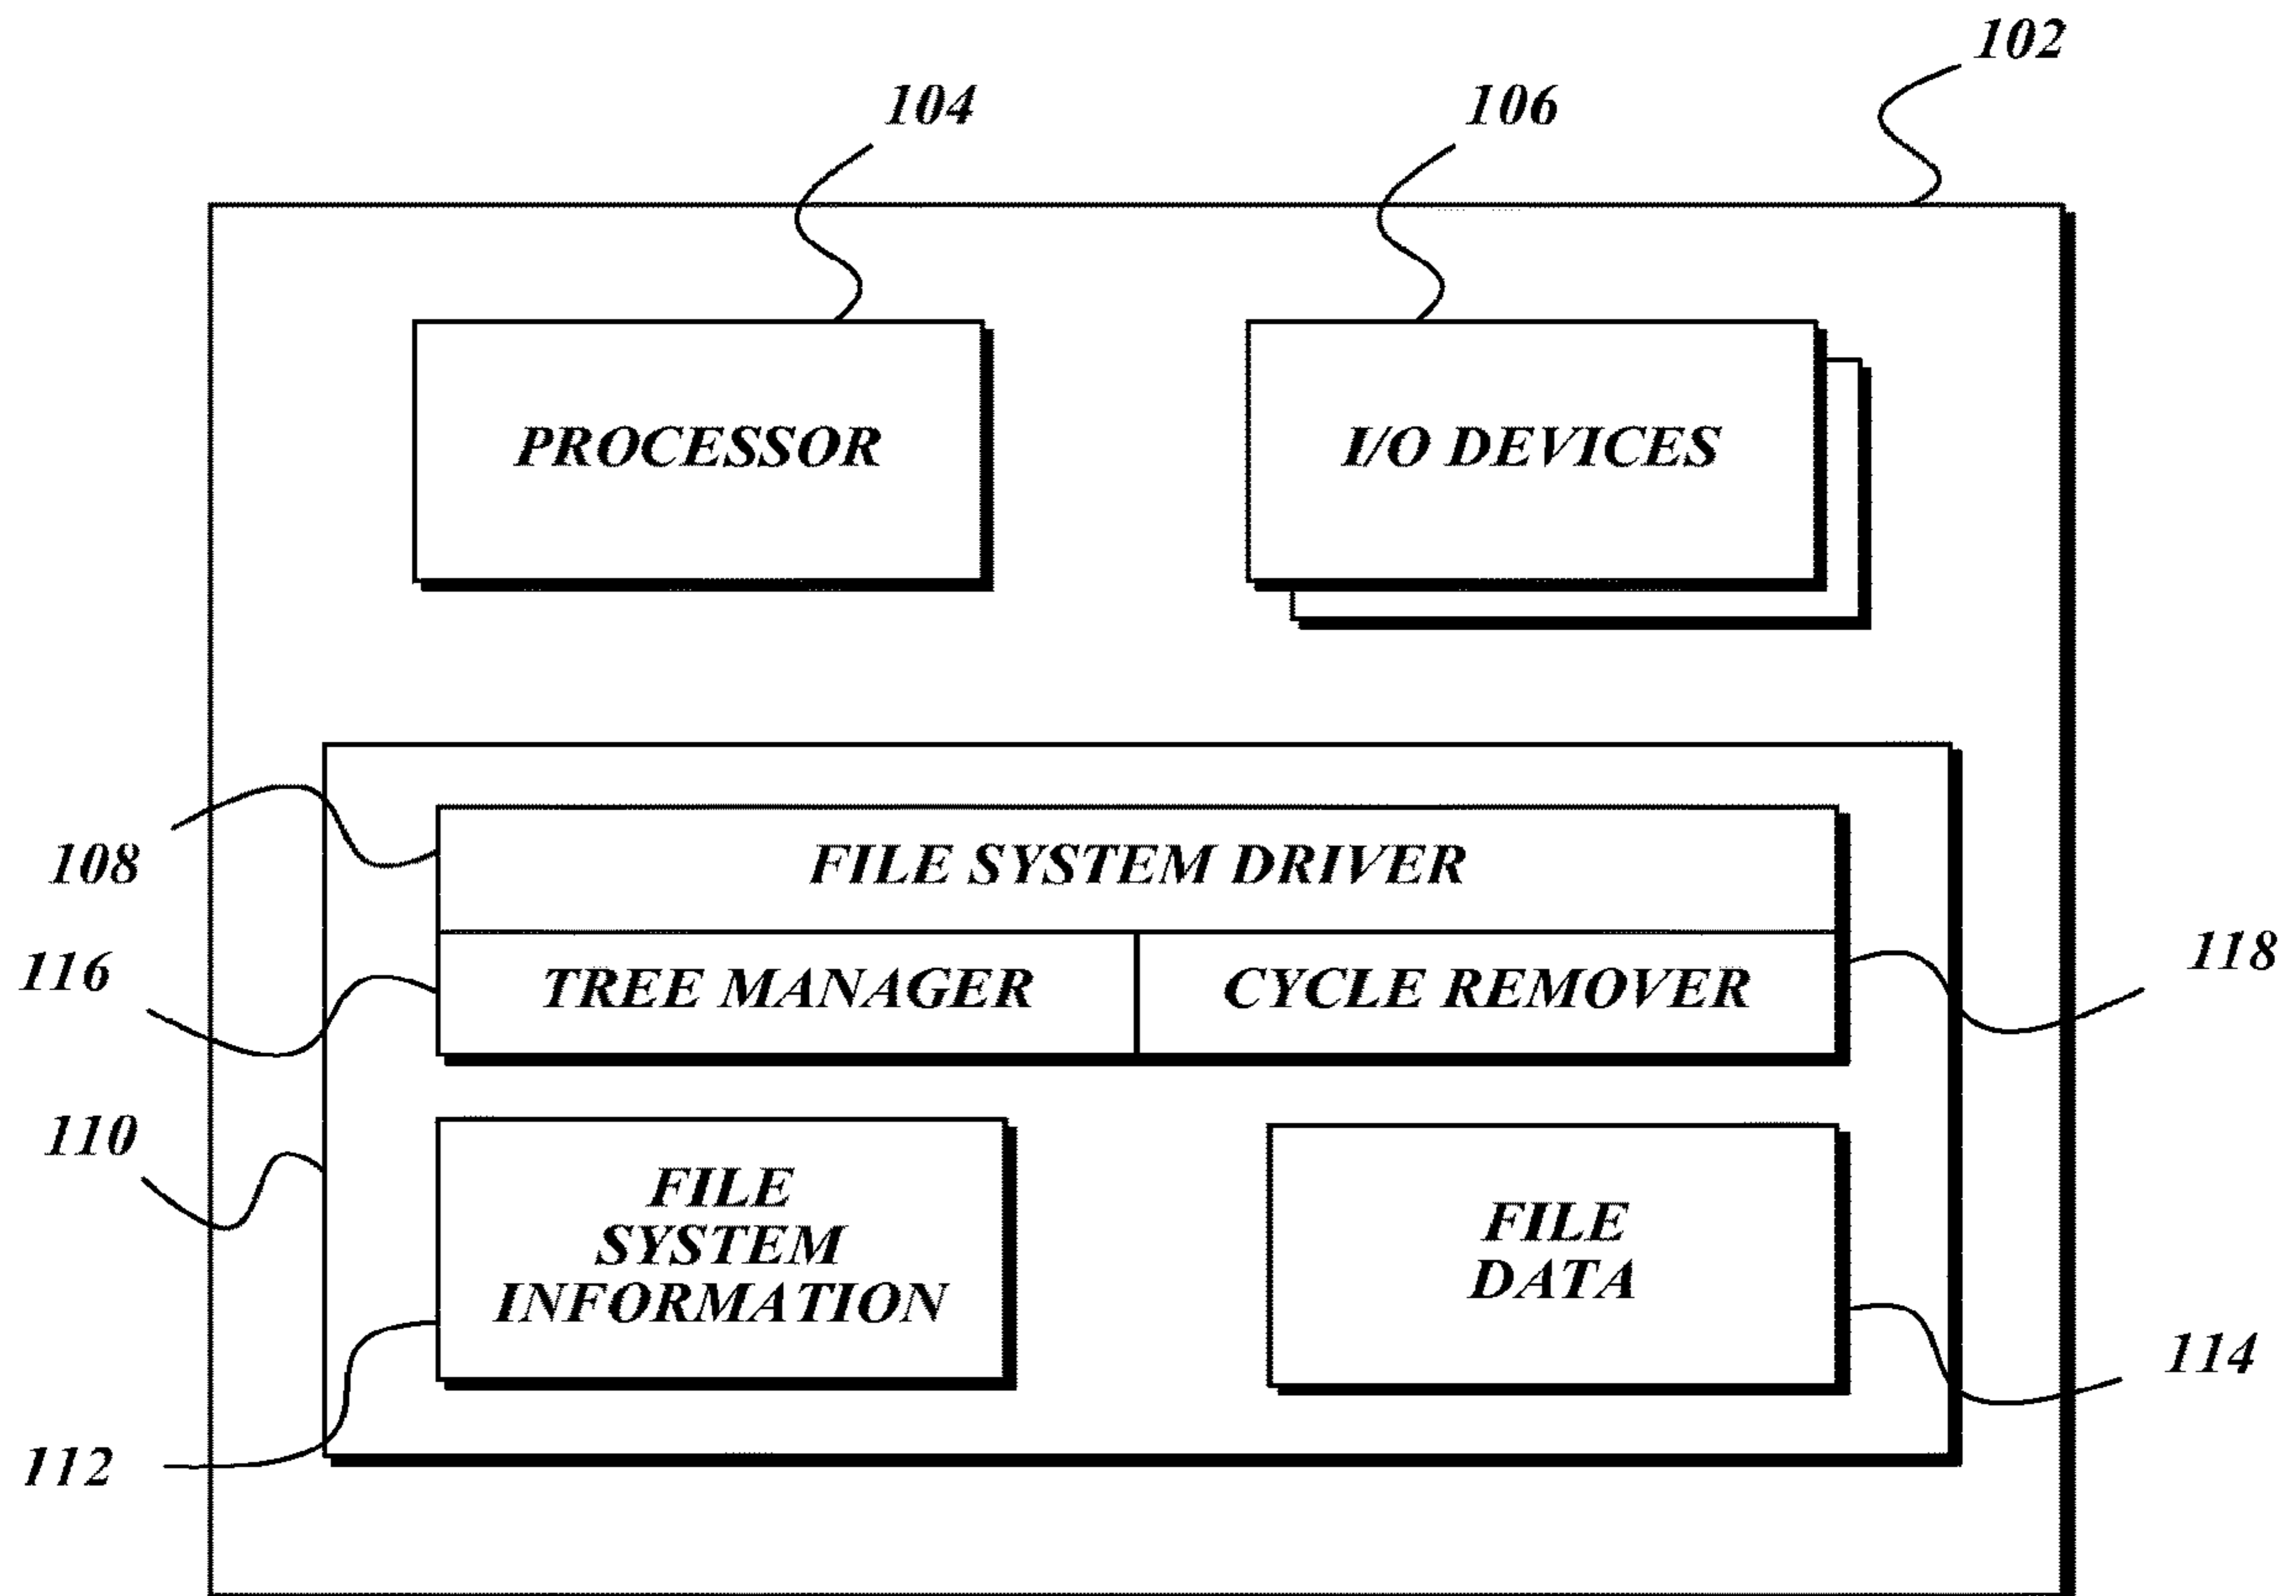 102
104
106
PROCESSOR
I/O DEVICES
108
FILE SYSTEM DRIVER
116
TREE MANAGER
CYCLE REMOVER
118
110
FILE
SYSTEM
INFORMATION
FILE
DATA
114
112